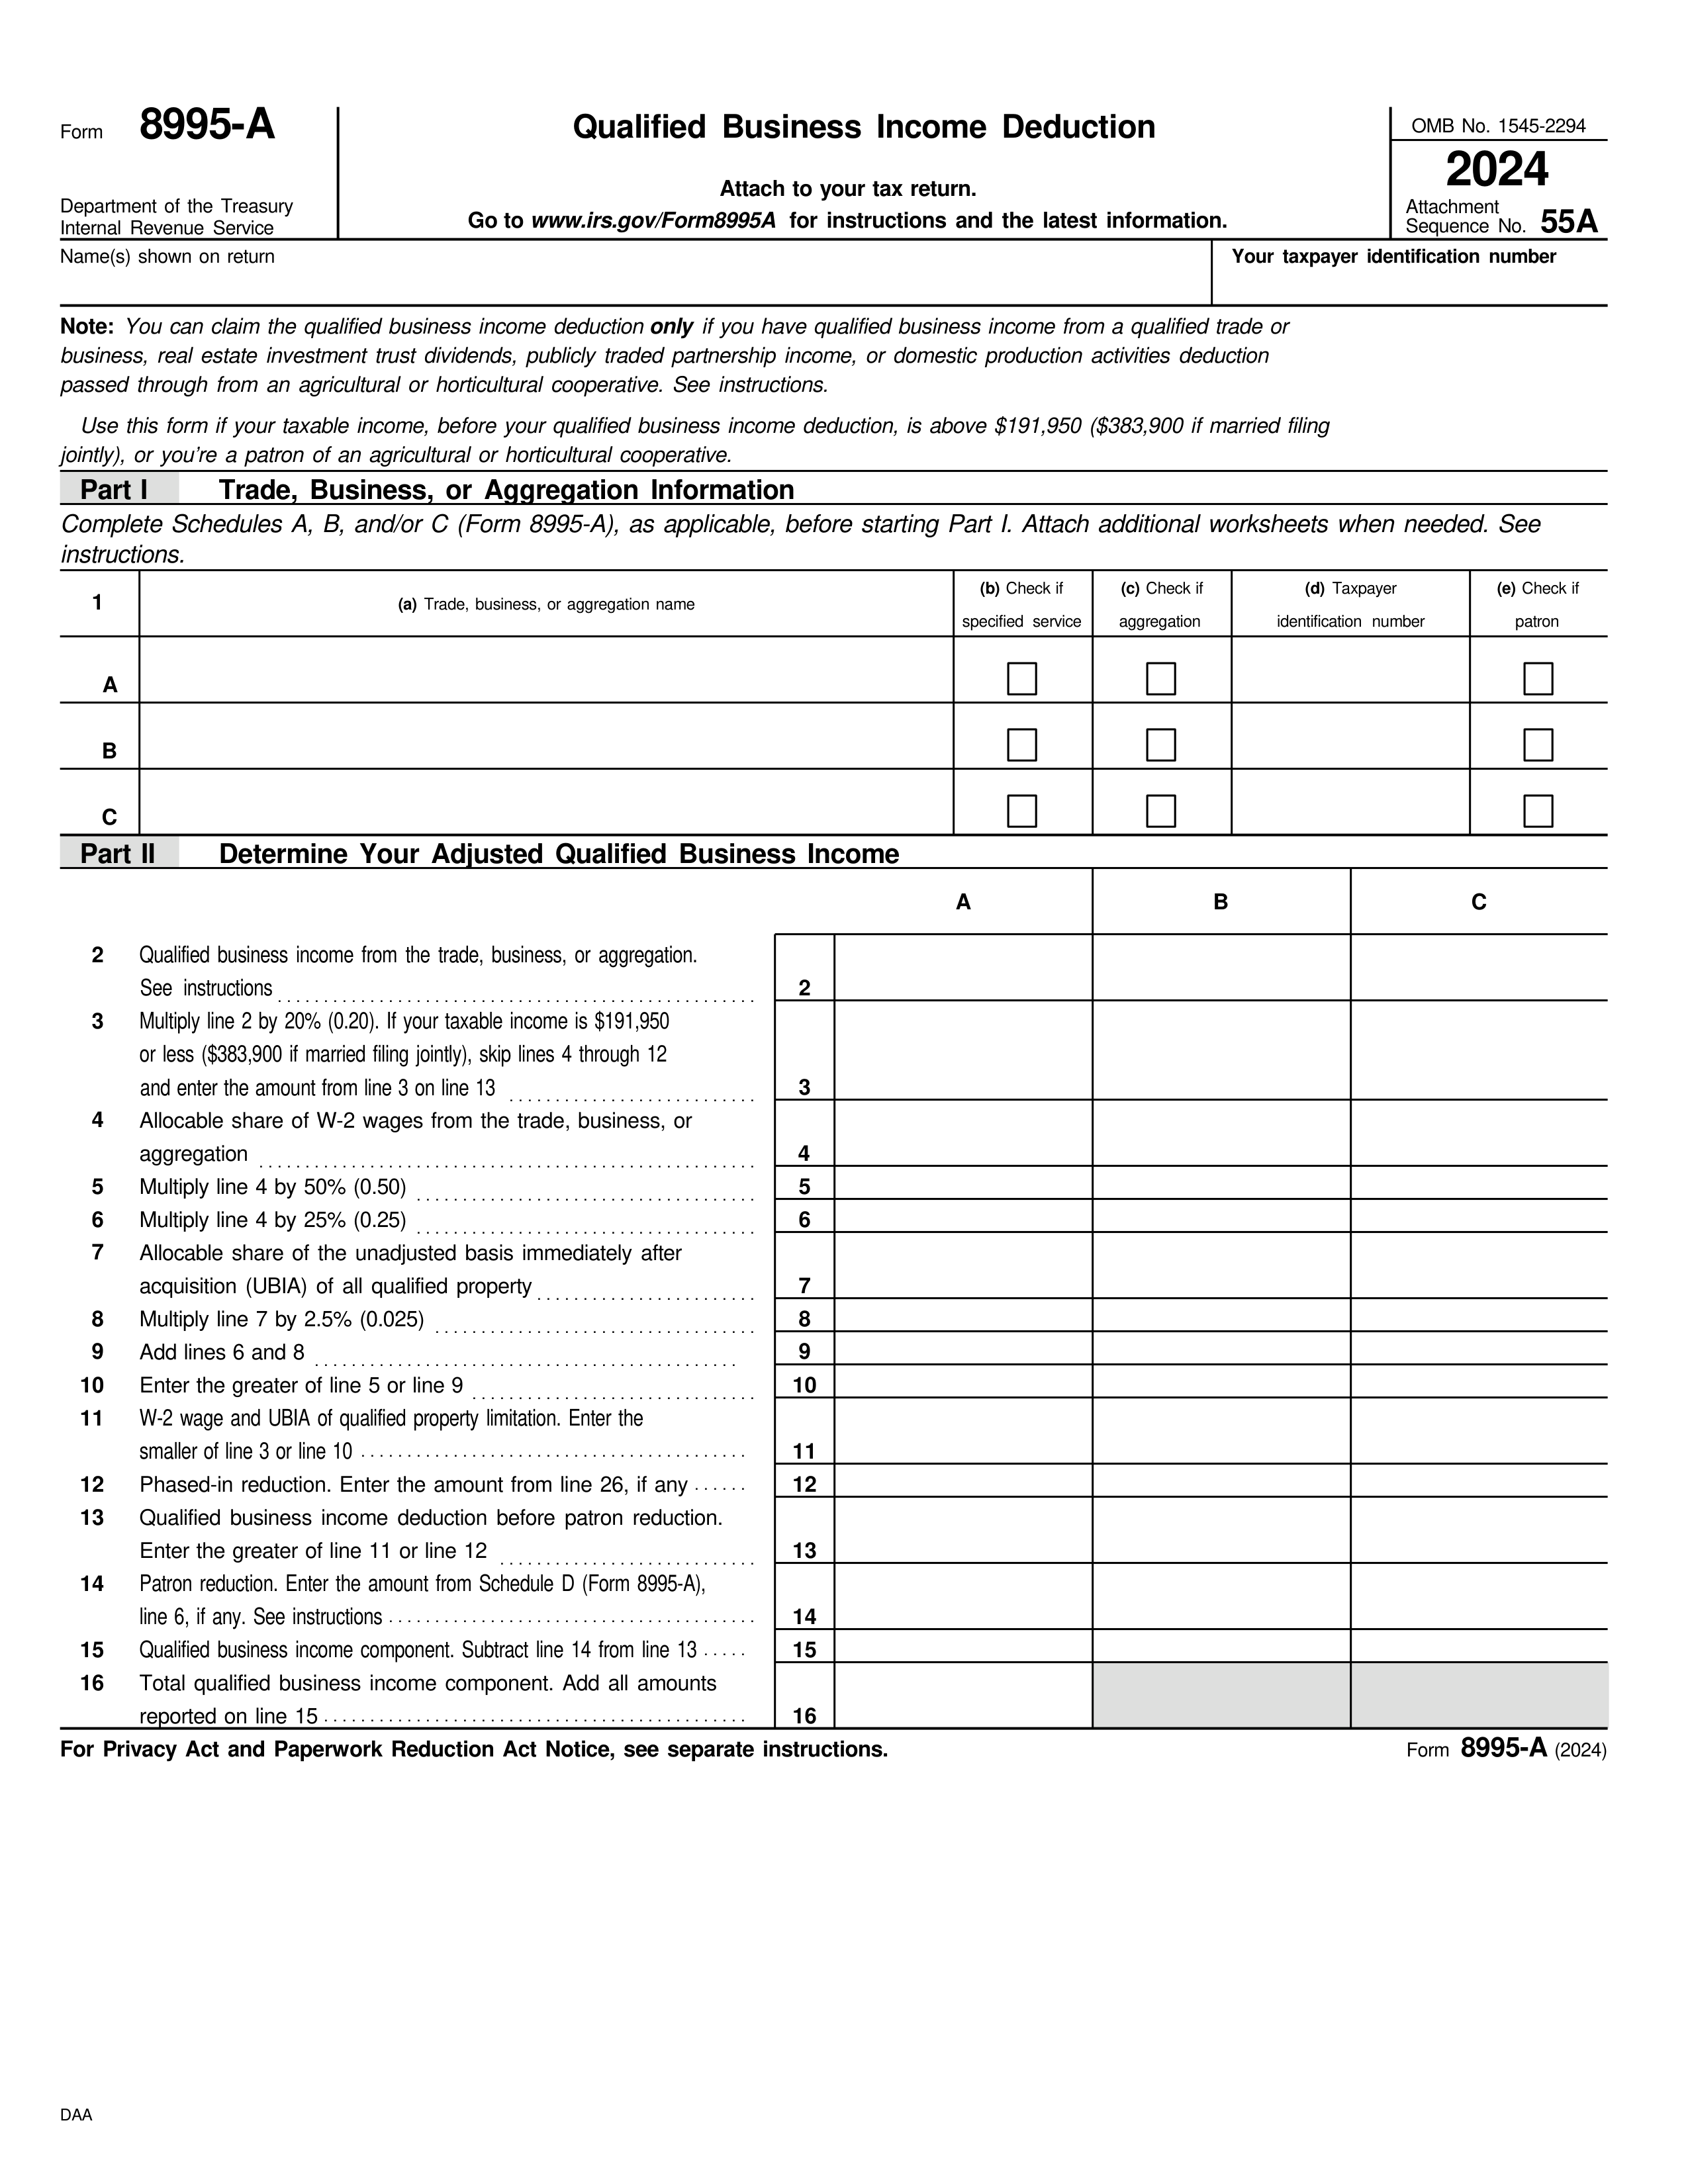 Form 8995-A
Department of the Treasury
Internal Revenue Service
Qualified Business Income Deduction
Attach to your tax return.
Go to www.irs.gov/Form8995A for instructions and the latest information.
OMB No. 1545-2294
2024
Attachment
Sequence No. 55A
Name(s) shown on return
Your taxpayer identification number
Note: You can claim the qualified business income deduction only if you have qualified business income from a qualified trade or
business, real estate investment trust dividends, publicly traded partnership income, or domestic production activities deduction
passed through from an agricultural or horticultural cooperative. See instructions.
Use this form if your taxable income, before your qualified business income deduction, is above $191,950 ($383,900 if married filing
jointly), or you’re a patron of an agricultural or horticultural cooperative.
Part I Trade, Business, or Aggregation Information
Complete Schedules A, B, and/or C (Form 8995-A), as applicable, before starting Part I. Attach additional worksheets when needed. See
instructions.
1
(a) Trade, business, or aggregation name
(b) Check if
specified service
(c) Check if
aggregation
(d) Taxpayer
identification number
(e) Check if
patron
A
B
C
Part II Determine Your Adjusted Qualified Business Income
A B C
2 Qualified business income from the trade, business, or aggregation.
See instructions 2
3 Multiply line 2 by 20% (0.20). If your taxable income is $191,950
or less ($383,900 if married filing jointly), skip lines 4 through 12
and enter the amount from line 3 on line 13 3
4 Allocable share of W-2 wages from the trade, business, or
aggregation 4
5 Multiply line 4 by 50% (0.50) 5
6 Multiply line 4 by 25% (0.25) 6
7 Allocable share of the unadjusted basis immediately after
acquisition (UBIA) of all qualified property 7
8 Multiply line 7 by 2.5% (0.025) 8
9 Add lines 6 and 8 9
10 Enter the greater of line 5 or line 9 10
11 W-2 wage and UBIA of qualified property limitation. Enter the
smaller of line 3 or line 10 11
12 Phased-in reduction. Enter the amount from line 26, if any 12
13 Qualified business income deduction before patron reduction.
Enter the greater of line 11 or line 12 13
14 Patron reduction. Enter the amount from Schedule D (Form 8995-A),
line 6, if any. See instructions 14
15 Qualified business income component. Subtract line 14 from line 13 15
16 Total qualified business income component. Add all amounts
reported on line 15 16
For Privacy Act and Paperwork Reduction Act Notice, see separate instructions.
Form 8995-A (2024)
DAA